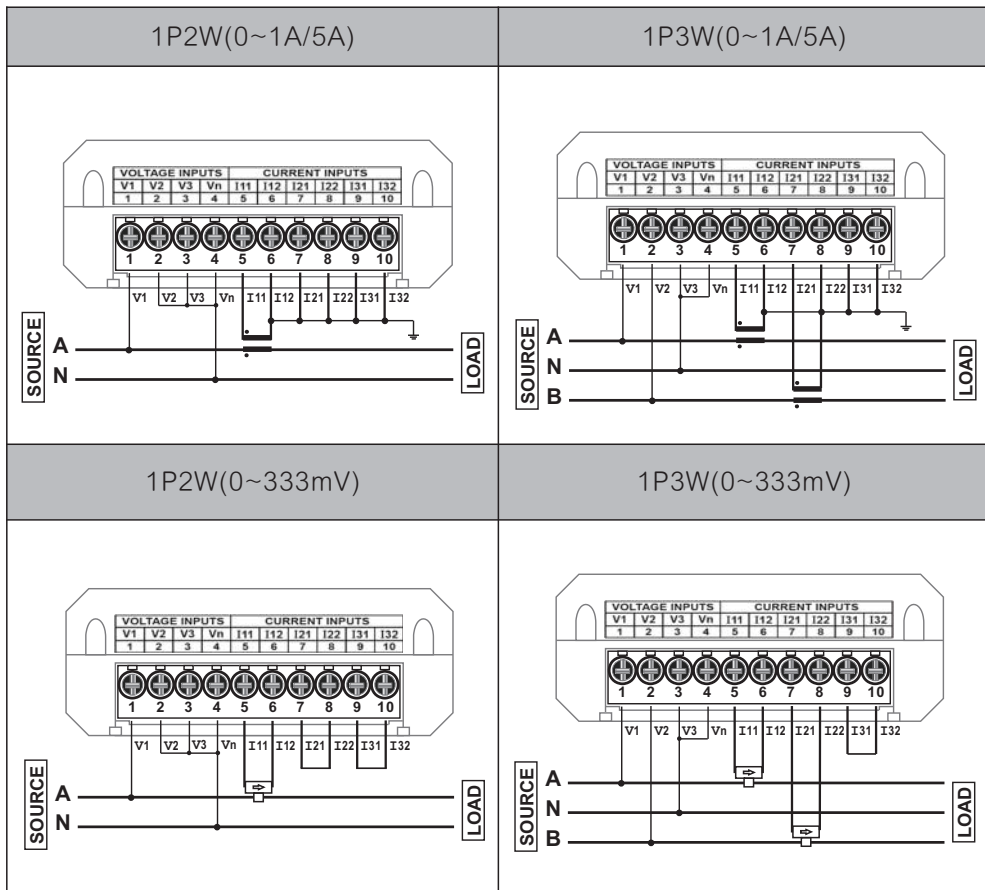 1P2W(0~1A/5A)
VOLTAGE INPUTS CURRENT INPUTS
V1 V2 V3 Vn I11 I12 I21 I22 I31 I32
1 2 3 4 5 6 7 8 9 10
1 2 3 4 5 6 7 8 9 10
V1 V2 V3 Vn I11 I12 I21 I22 I31 I32
SOURCE
A
N
LOAD
1P3W(0~1A/5A)
VOLTAGE INPUTS CURRENT INPUTS
V1 V2 V3 Vn I11 I12 I21 I22 I31 I32
1 2 3 4 5 6 7 8 9 10
1 2 3 4 5 6 7 8 9 10
V1 V2 V3 Vn I11 I12 I21 I22 I31 I32
SOURCE
A
N
B
LOAD
1P2W(0~333mV)
VOLTAGE INPUTS CURRENT INPUTS
V1 V2 V3 Vn I11 I12 I21 I22 I31 I32
1 2 3 4 5 6 7 8 9 10
1 2 3 4 5 6 7 8 9 10
V1 V2 V3 Vn I11 I12 I21 I22 I31 I32
SOURCE
A
N
LOAD
1P3W(0~333mV)
VOLTAGE INPUTS CURRENT INPUTS
V1 V2 V3 Vn I11 I12 I21 I22 I31 I32
1 2 3 4 5 6 7 8 9 10
1 2 3 4 5 6 7 8 9 10
V1 V2 V3 Vn I11 I12 I21 I22 I31 I32
SOURCE
A
N
B
LOAD